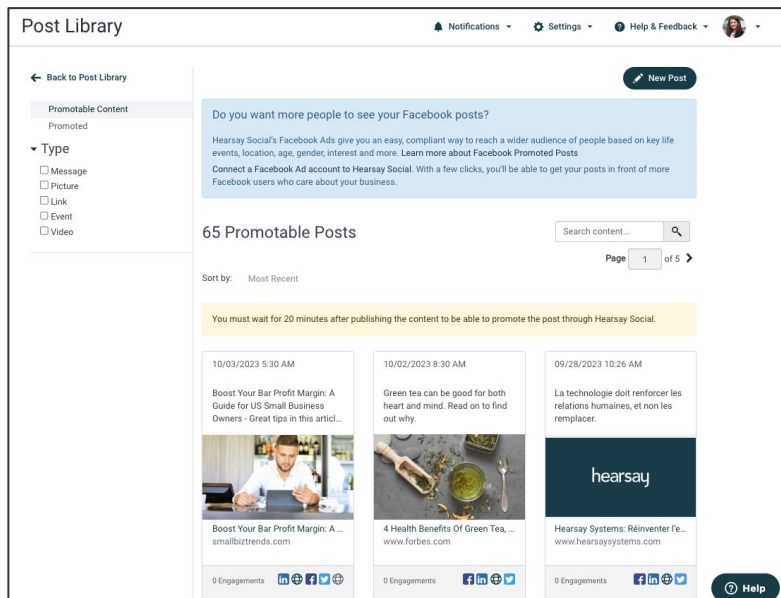 Post Library
Notifications
Settings
Help & Feedback
Back to Post Library
New Post
Promotable Content
Promoted
Type
Message
Picture
Link
Event
Video
Do you want more people to see your Facebook posts?
Hearsay Social's Facebook Ads give you an easy, compliant way to reach a wider audience of people based on key life
events, location, age, gender, interest and more. Learn more about Facebook Promoted Posts
Connect a Facebook Ad account to Hearsay Social. With a few clicks, you'll be able to get your posts in front of more
Facebook users who care about your business.
65 Promotable Posts
Search content...
Page 1 of 5
Sort by: Most Recent
You must wait for 20 minutes after publishing the content to be able to promote the post through Hearsay Social.
10/03/2023 5:30 AM
Boost Your Bar Profit Margin: A
Guide for US Small Business
Owners - Great tips in this articl...
Boost Your Bar Profit Margin: A ...
smallbiztrends.com
0 Engagements
10/02/2023 8:30 AM
Green tea can be good for both
heart and mind. Read on to find
out why.
4 Health Benefits Of Green Tea, ...
www.forbes.com
0 Engagements
09/28/2023 10:26 AM
La technologie doit renforcer les
relations humaines, et non les
remplacer.
hearsay
Hearsay Systems: Réinventer l'e...
www.hearsaysystems.com
0 Engagements
Help